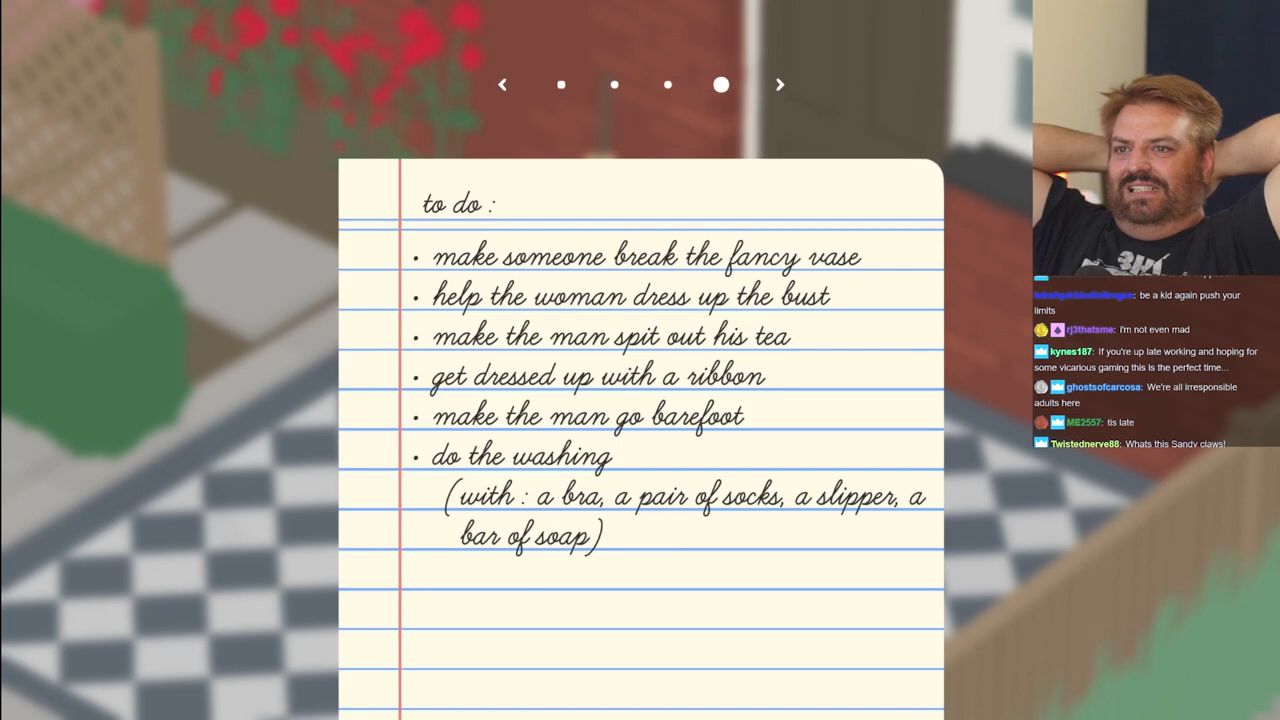 to do :
• make someone break the fancy vase
• help the woman dress up the bust
• make the man spit out his tea
• get dressed up with a ribbon
• make the man go barefoot
• do the washing
(with : a bra, a pair of socks, a slipper, a
bar of soap)
be a kid again push your
limits
rj3thatsme: I'm not even mad
kynes187: If you're up late working and hoping for
some vicarious gaming this is the perfect time...
ghostsofcarcosa: We're all irresponsible
adults here
ME2557: tis late
Twistednerve88: Whats this Sandy claws!